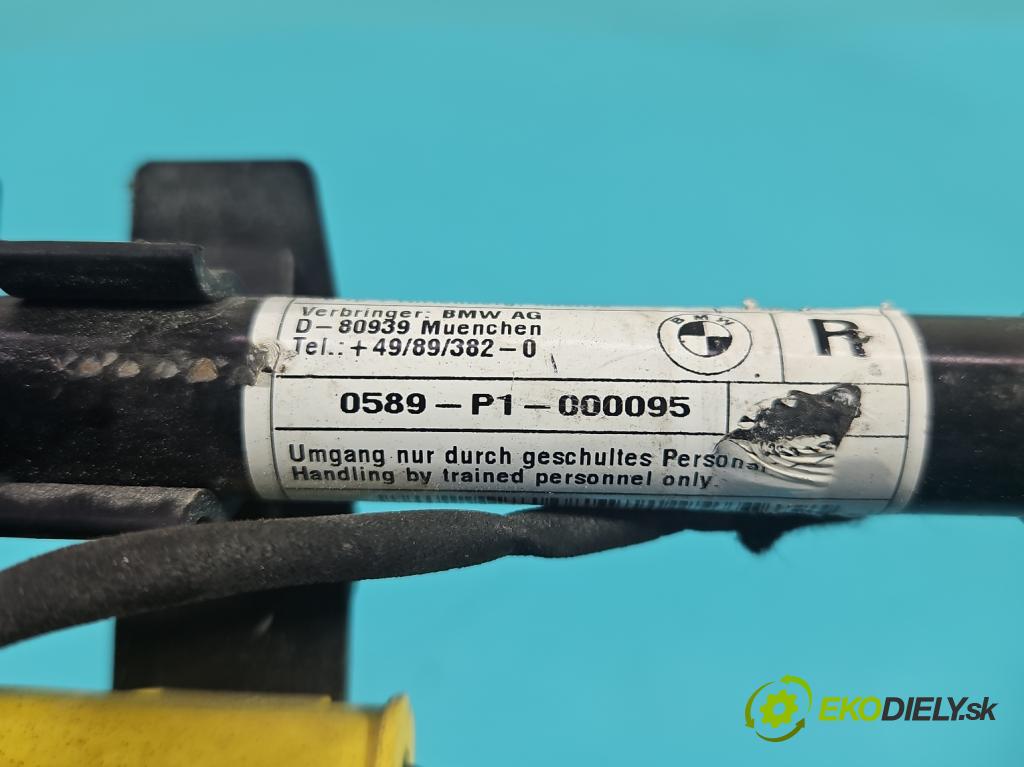 Verbringer: BMW AG
D-80939 Muenchen
Tel.: +49/89/382-0
BMW
R
0589-P1-000095
Umgang nur durch geschultes
Handling by trained personnel only.
EKODIELY.sk